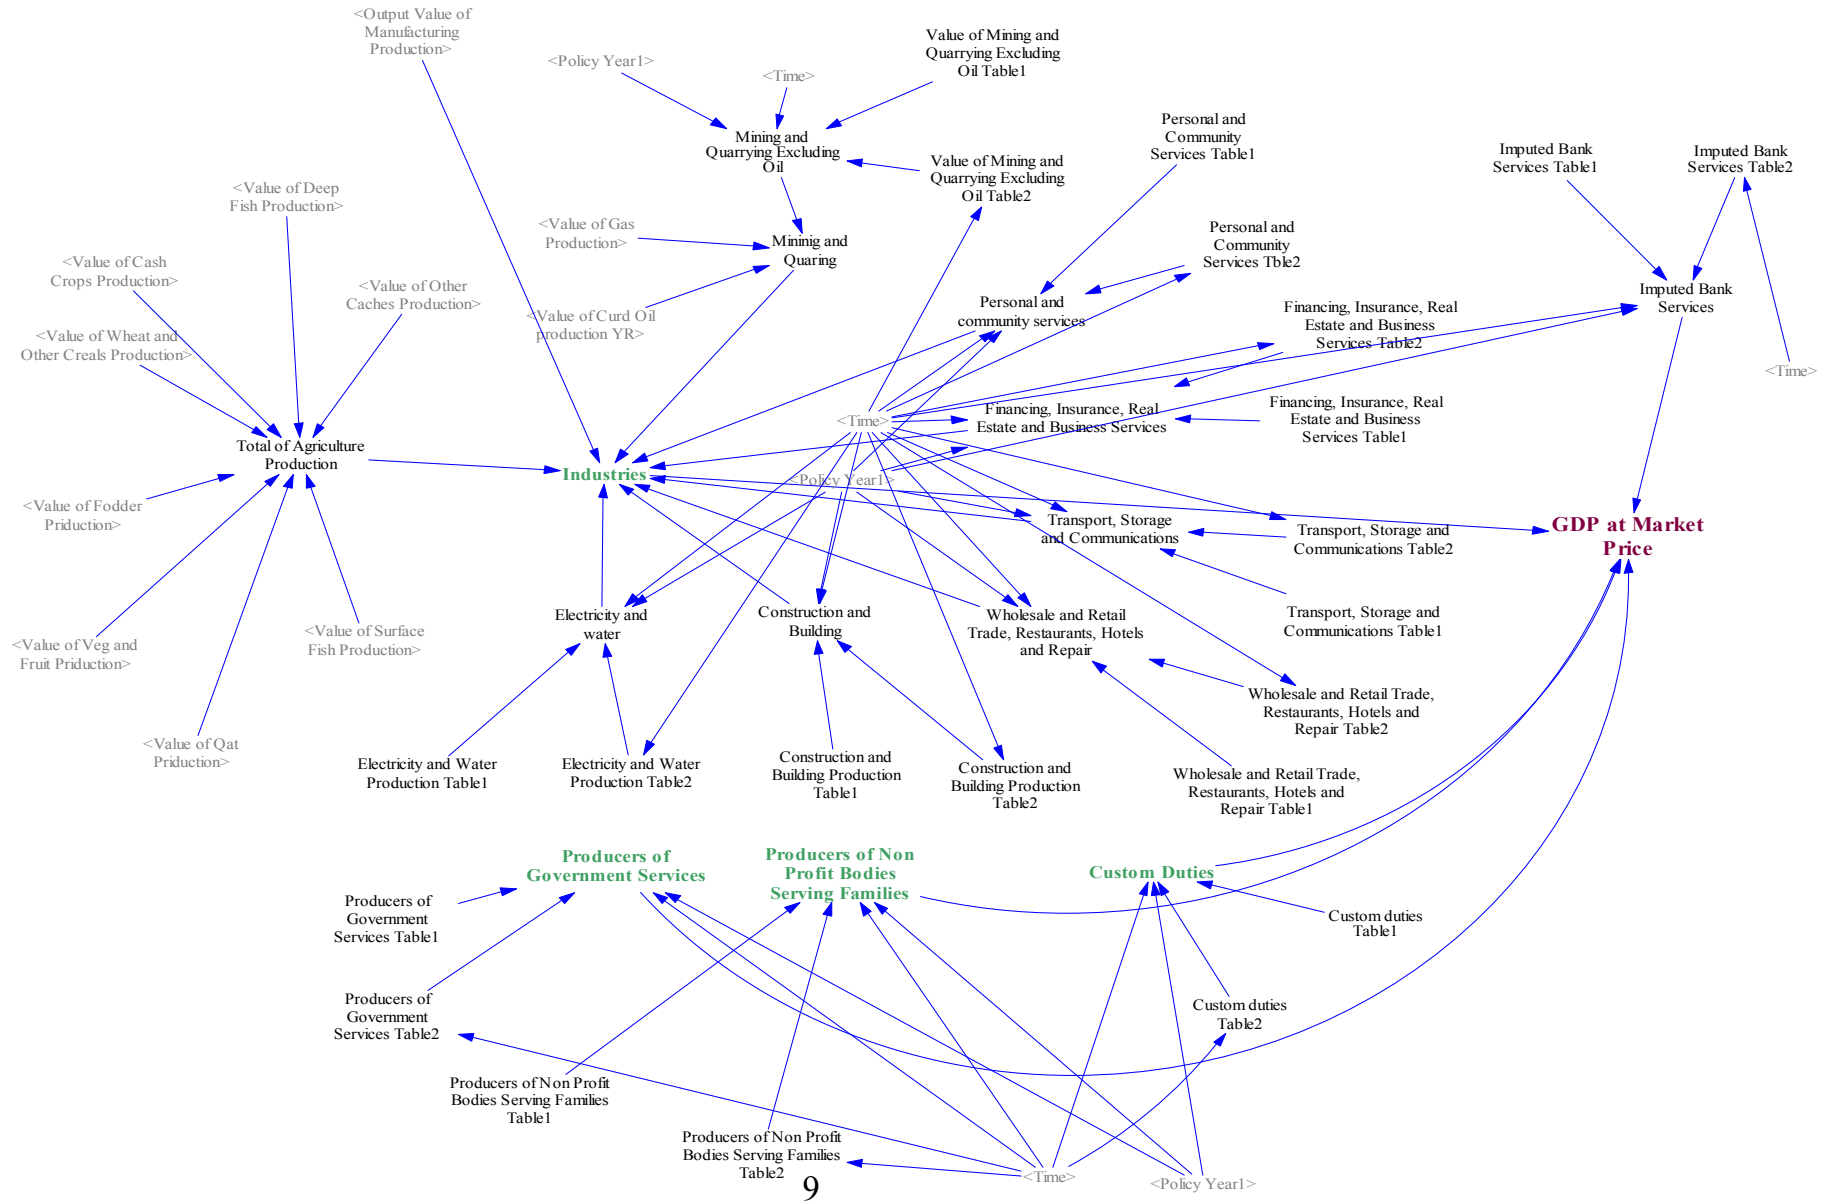 <Output Value of
Manufacturing
Production>
<Policy Year1>
<Time>
Value of Mining and
Quarrying Excluding
Oil Table1
Mining and
Quarrying Excluding
Oil
Value of Mining and
Quarrying Excluding
Oil Table2
Personal and
Community
Services Table1
Imputed Bank
Services Table1
Imputed Bank
Services Table2
<Value of Deep
Fish Production>
<Value of Gas
Production>
Mininig and
Quaring
Personal and
Community
Services Tble2
<Value of Cash
Crops Production>
<Value of Other
Caches Production>
<Value of Curd Oil
production YR>
Personal and
community services
Financing, Insurance, Real
Estate and Business
Services Table2
Imputed Bank
Services
<Value of Wheat and
Other Creals Production>
<Time>
<Time>
Financing, Insurance, Real
Estate and Business Services
Financing, Insurance, Real
Estate and Business
Services Table1
Total of Agriculture
Production
Industries
<Policy Year1>
<Value of Fodder
Priduction>
Transport, Storage
and Communications
Transport, Storage and
Communications Table2
GDP at Market
Price
<Value of Veg and
Fruit Priduction>
<Value of Surface
Fish Production>
Electricity and
water
Construction and
Building
Wholesale and Retail
Trade, Restaurants, Hotels
and Repair
Transport, Storage and
Communications Table1
Wholesale and Retail Trade,
Restaurants, Hotels and
Repair Table2
<Value of Qat
Priduction>
Electricity and Water
Production Table1
Electricity and Water
Production Table2
Construction and
Building Production
Table1
Construction and
Building Production
Table2
Wholesale and Retail Trade,
Restaurants, Hotels and
Repair Table1
Producers of
Government Services
Producers of Non
Profit Bodies
Serving Families
Custom Duties
Producers of
Government
Services Table1
Custom duties
Table1
Producers of
Government
Services Table2
Custom duties
Table2
Producers of Non Profit
Bodies Serving Families
Table1
Producers of Non Profit
Bodies Serving Families
Table2
<Time>
<Policy Year1>
9